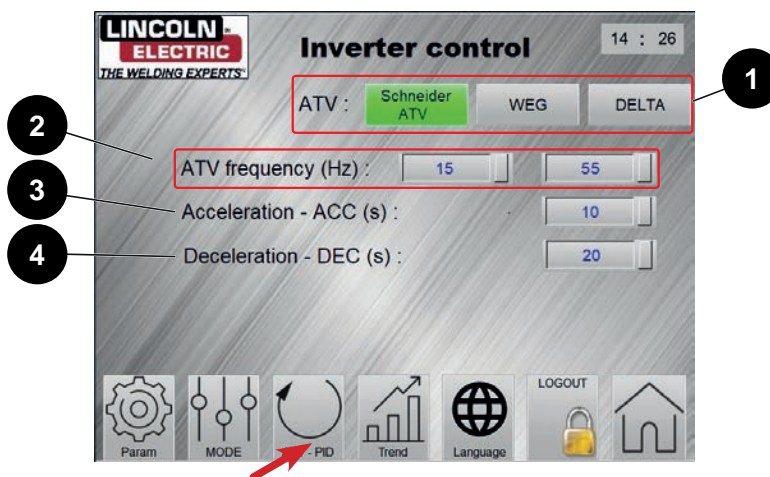 LINCOLN
ELECTRIC
THE WELDING EXPERTS
Inverter control
14 : 26
1
ATV :
Schneider
ATV
WEG
DELTA
2
ATV frequency (Hz) :
15
55
3
Acceleration - ACC (s) :
10
4
Deceleration - DEC (s) :
20
Param
MODE
- PID
Trend
Language
LOGOUT